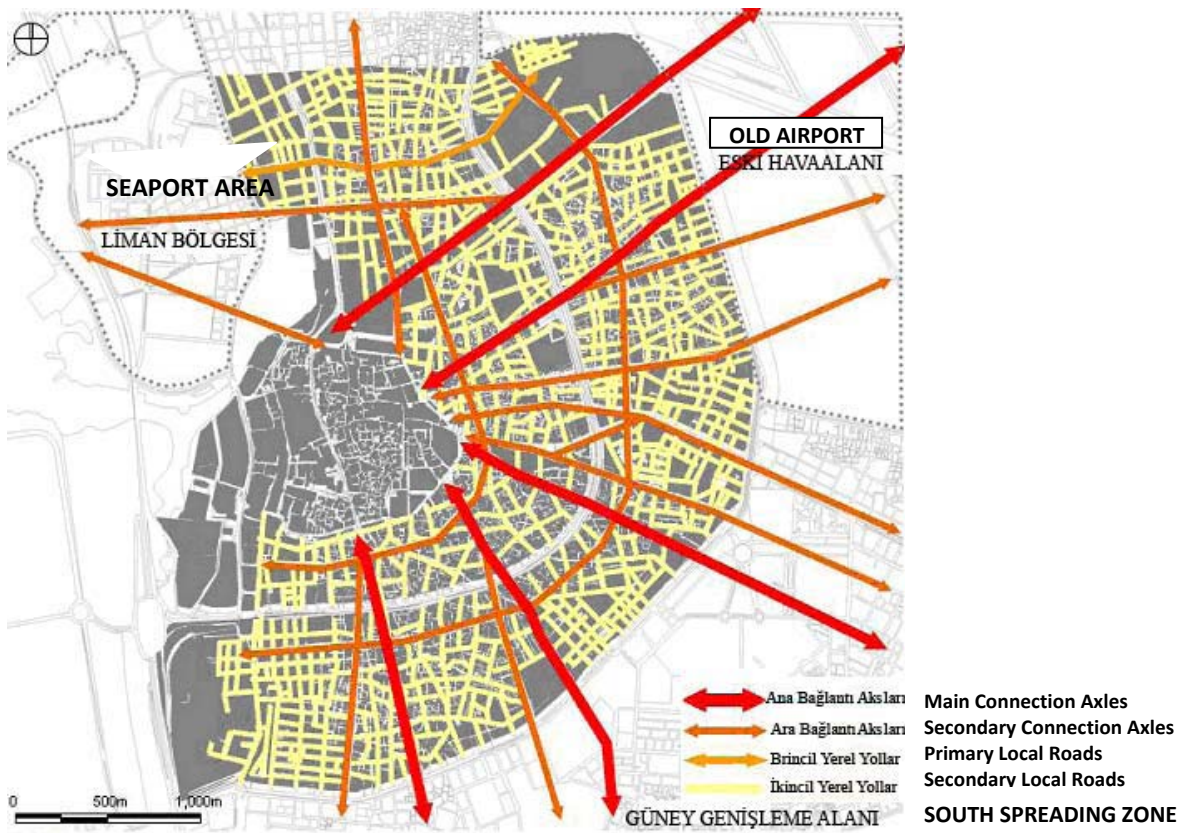 OLD AIRPORT
ESKİ HAVAALANI
SEAPORT AREA
LİMAN BÖLGESİ
Ana Bağlantı Aksları Main Connection Axles
Ara Bağlantı Aksları Secondary Connection Axles
Brincil Yerel Yollar Primary Local Roads
İkincil Yerel Yollar Secondary Local Roads
0 500m 1,000m
GÜNEY GENİŞLEME ALANI SOUTH SPREADING ZONE